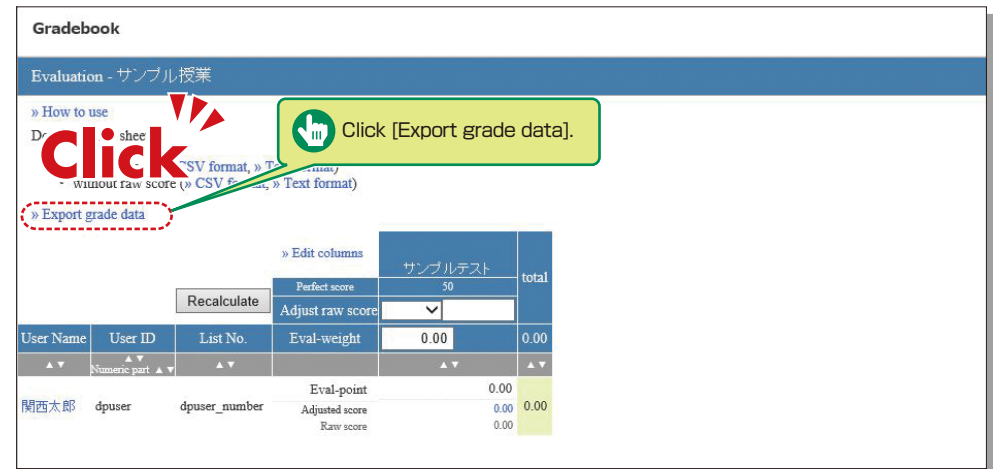 Gradebook
Evaluation - サンプル授業
» How to use
Click
Click [Export grade data].
shee
CSV format, » T
without raw score (» CSV format, » Text format)
» Export grade data
» Edit columns
サンプルテスト
total
Perfect score 50
Recalculate
Adjust raw score
User Name User ID List No. Eval-weight 0.00 0.00
▲▼ ▲▼ ▲▼ ▲▼ ▲▼
Numeric part ▲▼
Eval-point 0.00
関西太郎 dpuser dpuser_number Adjusted score 0.00 0.00
Raw score 0.00